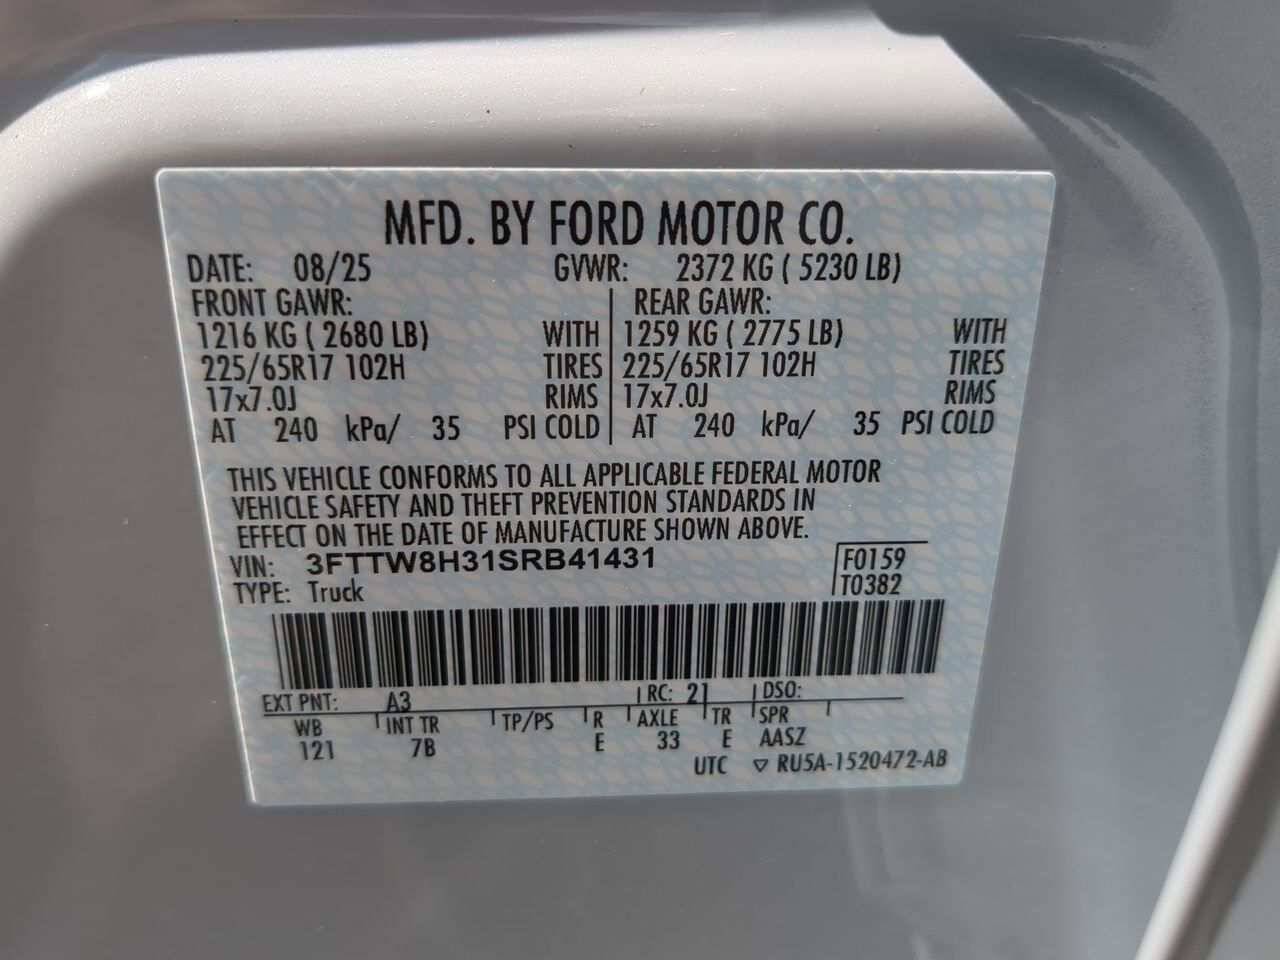 MFD. BY FORD MOTOR CO.
DATE: 08/25 GVWR: 2372 KG ( 5230 LB)
FRONT GAWR: REAR GAWR:
1216 KG ( 2680 LB) WITH 1259 KG ( 2775 LB) WITH
225/65R17 102H TIRES 225/65R17 102H TIRES
17x7.0J RIMS 17x7.0J RIMS
AT 240 kPa/ 35 PSI COLD AT 240 kPa/ 35 PSI COLD
THIS VEHICLE CONFORMS TO ALL APPLICABLE FEDERAL MOTOR
VEHICLE SAFETY AND THEFT PREVENTION STANDARDS IN
EFFECT ON THE DATE OF MANUFACTURE SHOWN ABOVE.
VIN: 3FTTW8H31SRB41431 F0159
TYPE: Truck T0382
EXT PNT: A3 RC: 21 DSO:
WB INT TR TP/PS R AXLE TR SPR
121 7B E 33 E AASZ
UTC ▽ RU5A-1520472-AB